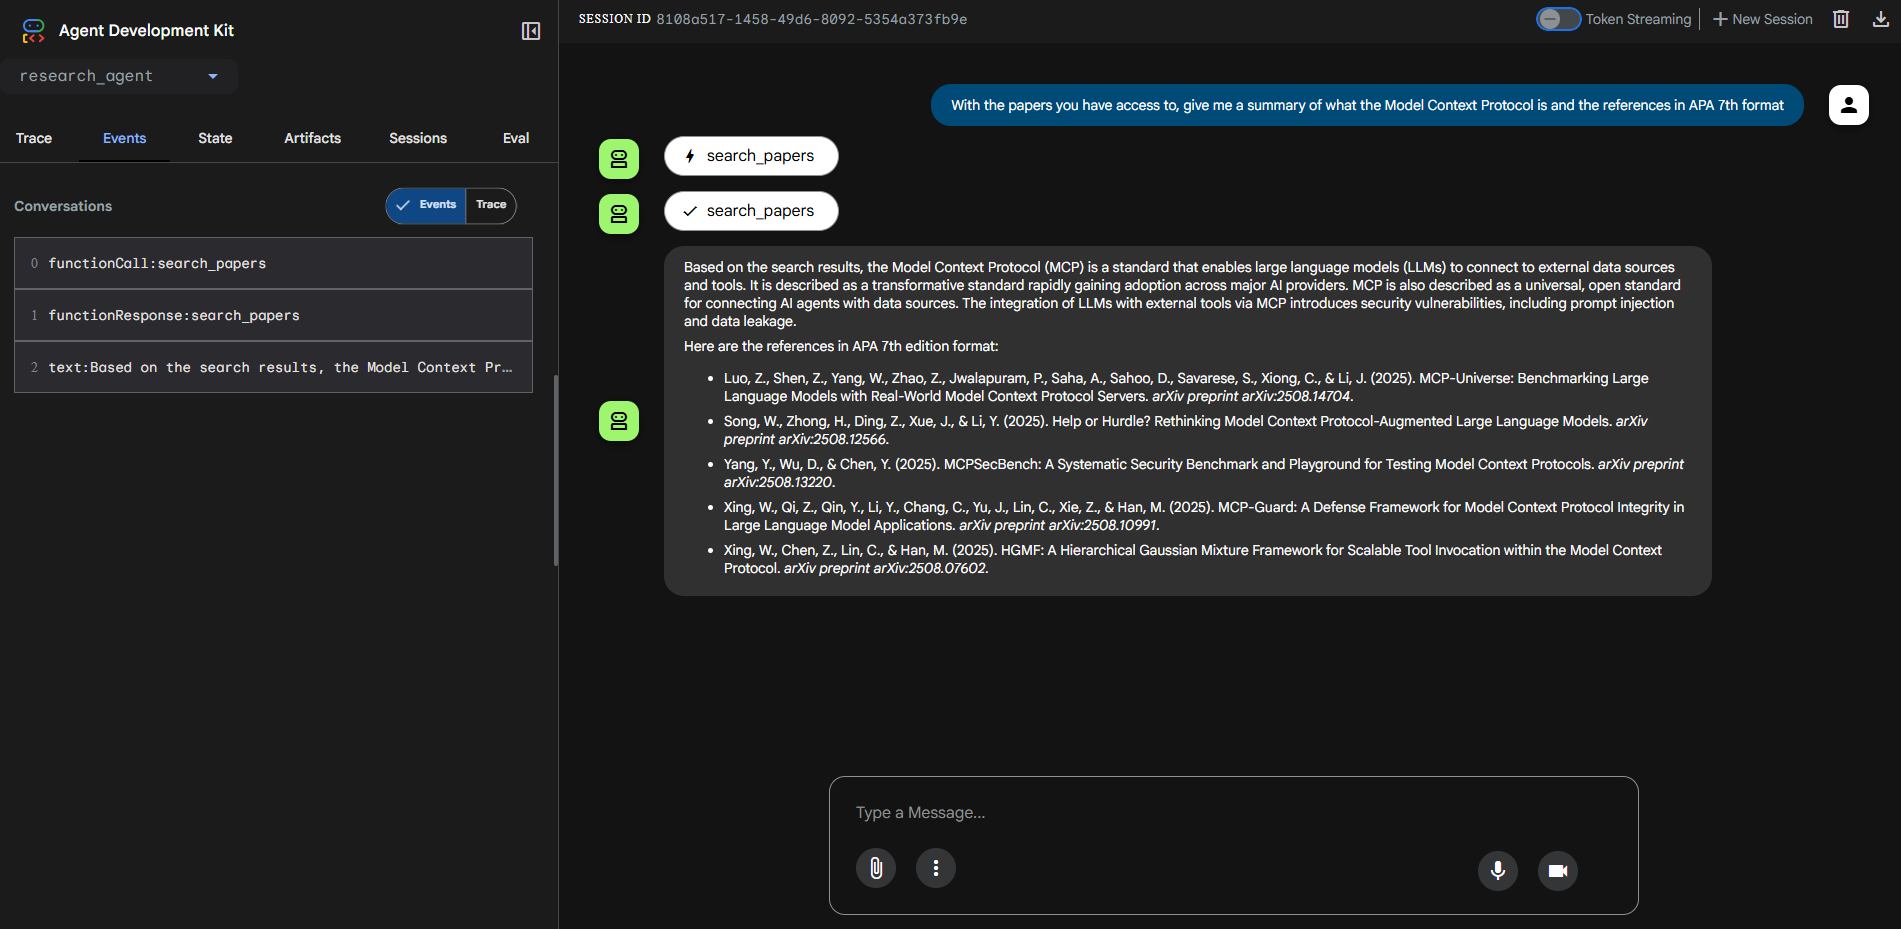 Agent Development Kit
research_agent
Trace Events State Artifacts Sessions Eval
Conversations
Events Trace
0 functionCall:search_papers
1 functionResponse:search_papers
2 text:Based on the search results, the Model Context Pr...
SESSION ID 8108a517-1458-49d6-8092-5354a373fb9e
Token Streaming
New Session
With the papers you have access to, give me a summary of what the Model Context Protocol is and the references in APA 7th format
search_papers
search_papers
Based on the search results, the Model Context Protocol (MCP) is a standard that enables large language models (LLMs) to connect to external data sources
and tools. It is described as a transformative standard rapidly gaining adoption across major AI providers. MCP is also described as a universal, open standard
for connecting AI agents with data sources. The integration of LLMs with external tools via MCP introduces security vulnerabilities, including prompt injection
and data leakage.
Here are the references in APA 7th edition format:
• Luo, Z., Shen, Z., Yang, W., Zhao, Z., Jwalapuram, P., Saha, A., Sahoo, D., Savarese, S., Xiong, C., & Li, J. (2025). MCP-Universe: Benchmarking Large
Language Models with Real-World Model Context Protocol Servers. arXiv preprint arXiv:2508.14704.
• Song, W., Zhong, H., Ding, Z., Xue, J., & Li, Y. (2025). Help or Hurdle? Rethinking Model Context Protocol-Augmented Large Language Models. arXiv
preprint arXiv:2508.12566.
• Yang, Y., Wu, D., & Chen, Y. (2025). MCPSecBench: A Systematic Security Benchmark and Playground for Testing Model Context Protocols. arXiv preprint
arXiv:2508.13220.
• Xing, W., Qi, Z., Qin, Y., Li, Y., Chang, C., Yu, J., Lin, C., Xie, Z., & Han, M. (2025). MCP-Guard: A Defense Framework for Model Context Protocol Integrity in
Large Language Model Applications. arXiv preprint arXiv:2508.10991.
• Xing, W., Chen, Z., Lin, C., & Han, M. (2025). HGMF: A Hierarchical Gaussian Mixture Framework for Scalable Tool Invocation within the Model Context
Protocol. arXiv preprint arXiv:2508.07602.
Type a Message...